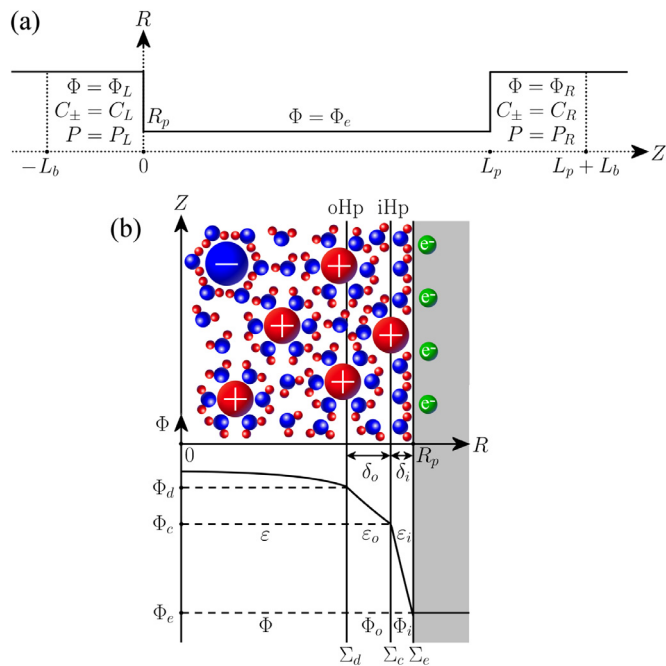 (a)
R
Φ = Φ_L
C_± = C_L
P = P_L
R_p
Φ = Φ_e
Φ = Φ_R
C_± = C_R
P = P_R
−L_b
0
L_p
L_p + L_b
Z
(b)
Z
oHp
iHp
−
+
+
+
+
+
e-
e-
e-
e-
Φ
0
R_p
R
δ_o
δ_i
Φ_d
Φ_c
ε
ε_o
ε_i
Φ_e
Φ
Φ_o
Φ_i
Σ_d
Σ_c
Σ_e